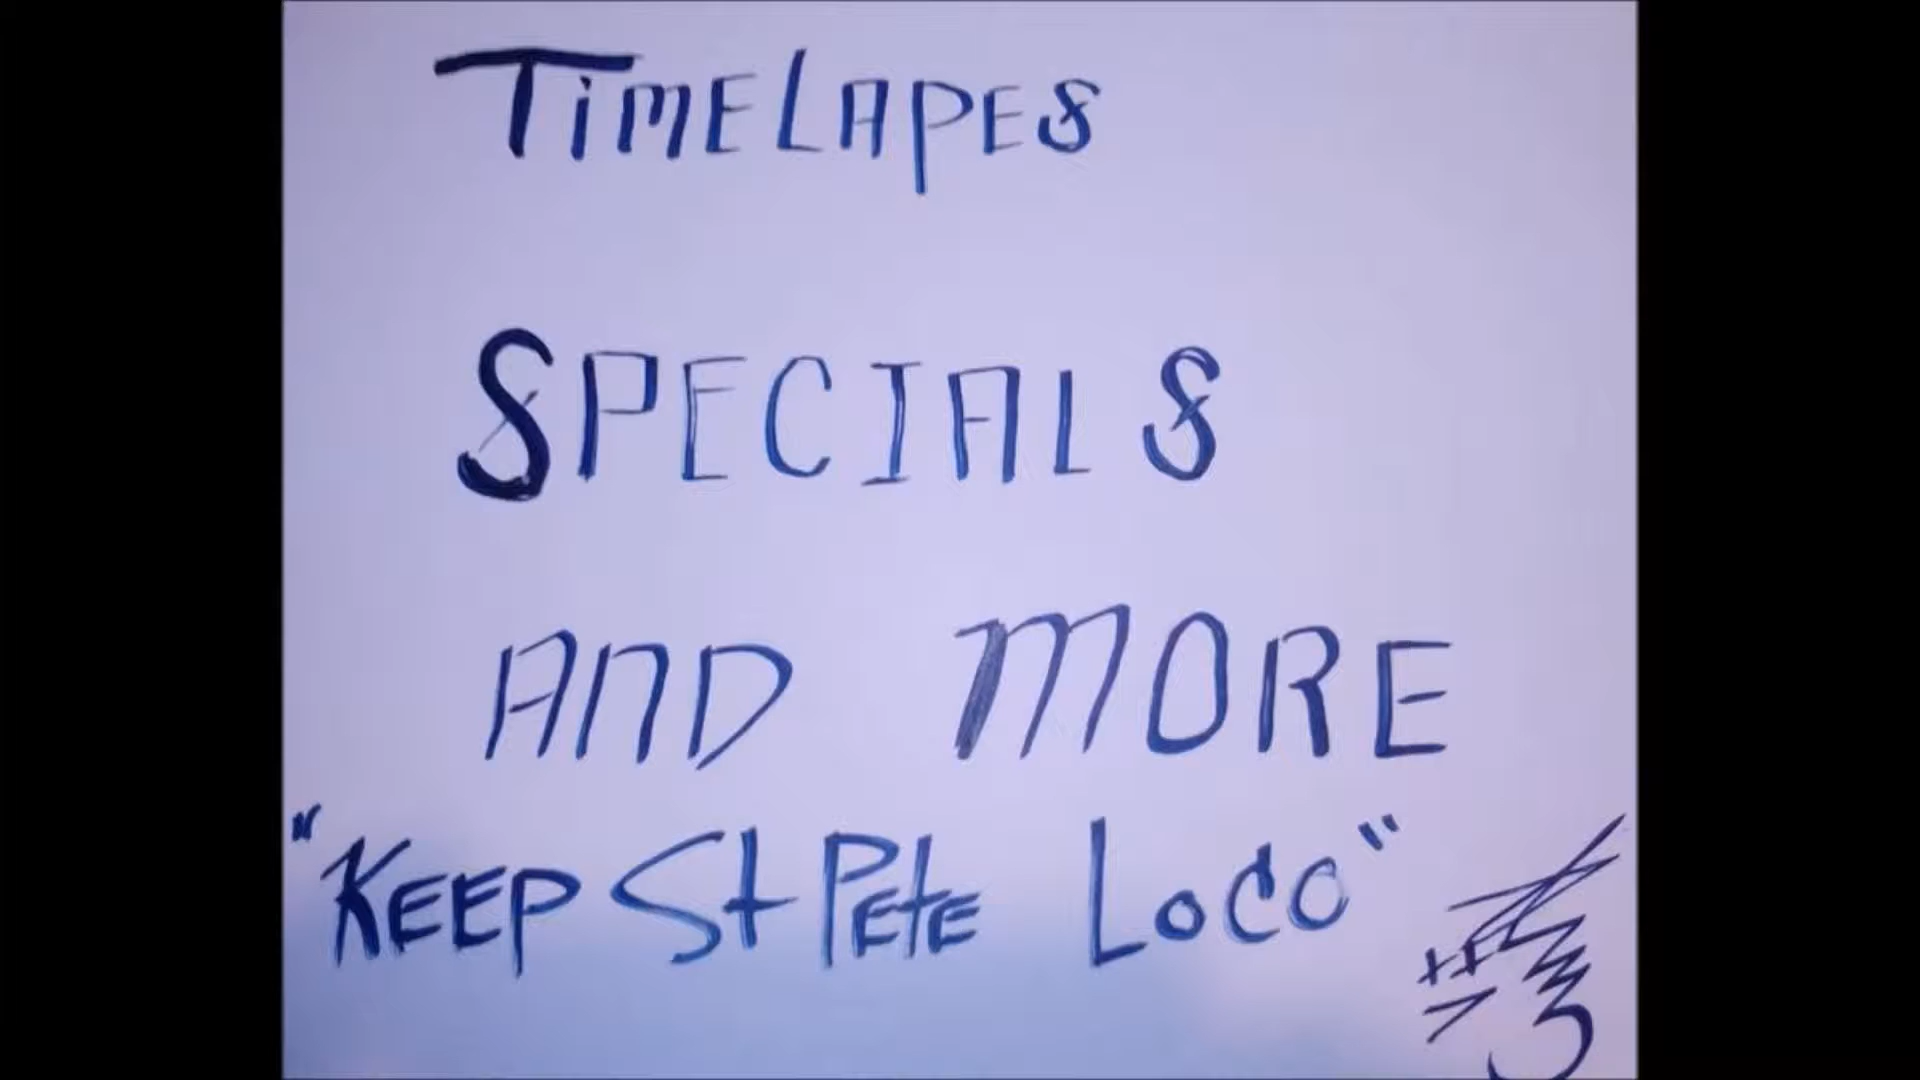 TimELAPES
SPECIALS
AnD mORE
"KEEP St PEtE LoCo"